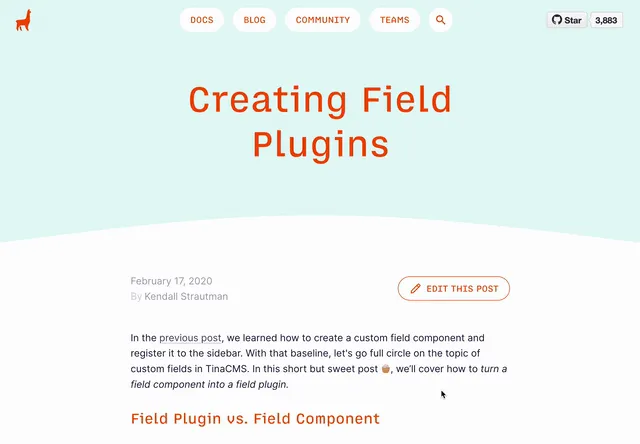 DOCS BLOG COMMUNITY TEAMS Star 3,883
Creating Field
Plugins
February 17, 2020
By Kendall Strautman
EDIT THIS POST
In the previous post, we learned how to create a custom field component and
register it to the sidebar. With that baseline, let's go full circle on the topic of
custom fields in TinaCMS. In this short but sweet post 🧁, we'll cover how to turn
a field component into a field plugin.
Field Plugin vs. Field Component